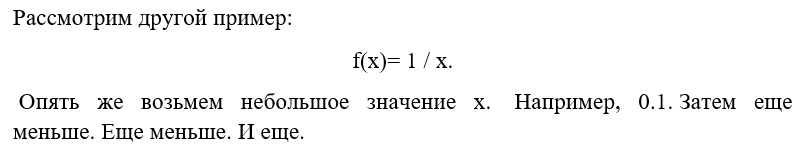 Рассмотрим другой пример:
f(x)= 1 / x.
Опять же возьмем небольшое значение x. Например, 0.1. Затем еще
меньше. Еще меньше. И еще.